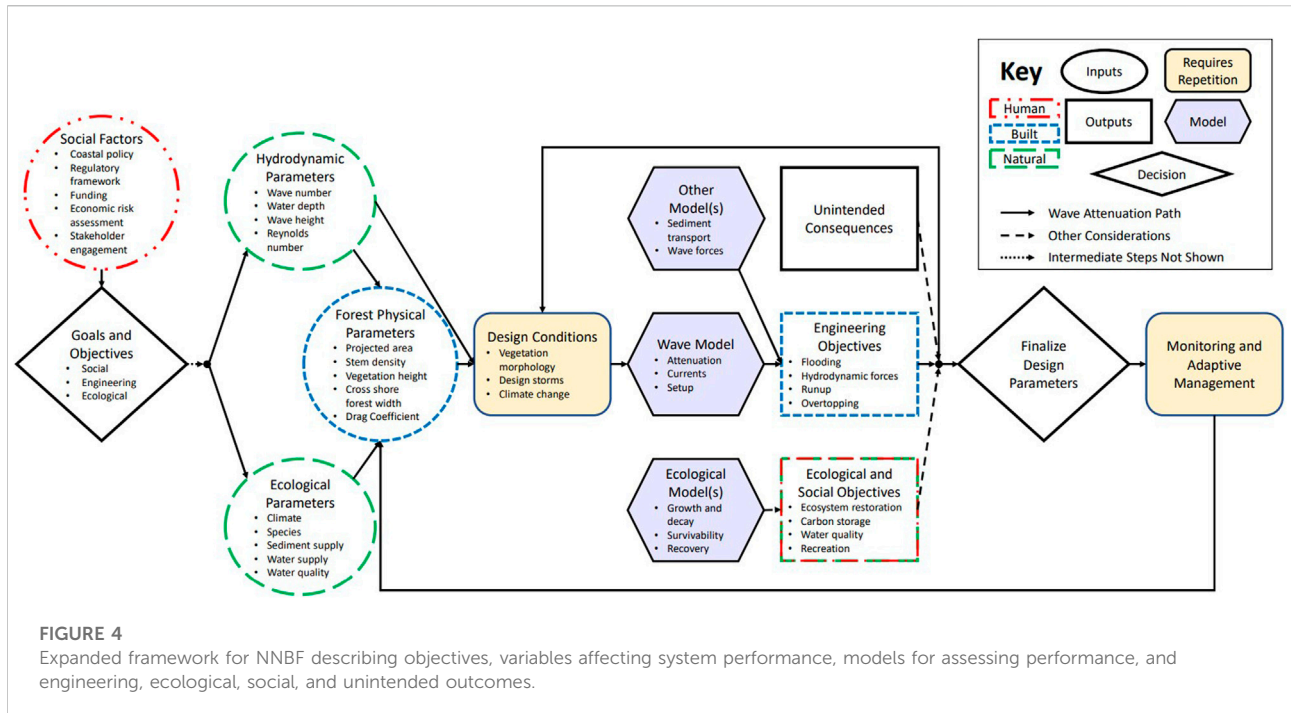 Social Factors
• Coastal policy
• Regulatory
framework
• Funding
• Economic risk
assessment
• Stakeholder
engagement
Goals and
Objectives
• Social
• Engineering
• Ecological
Hydrodynamic
Parameters
• Wave number
• Water depth
• Wave height
• Reynolds
number
Forest Physical
Parameters
• Projected area
• Stem density
• Vegetation height
• Cross shore
forest width
• Drag Coefficient
Ecological
Parameters
• Climate
• Species
• Sediment supply
• Water supply
• Water quality
Design Conditions
• Vegetation
morphology
• Design storms
• Climate change
Other
Model(s)
• Sediment
transport
• Wave forces
Wave Model
• Attenuation
• Currents
• Setup
Ecological
Model(s)
• Growth and
decay
• Survivability
• Recovery
Unintended
Consequences
Engineering
Objectives
• Flooding
• Hydrodynamic forces
• Runup
• Overtopping
Ecological and
Social Objectives
• Ecosystem restoration
• Carbon storage
• Water quality
• Recreation
Finalize
Design
Parameters
Monitoring and
Adaptive
Management
Key
Inputs
Requires
Repetition
Human
Built
Natural
Outputs
Model
Decision
Wave Attenuation Path
Other Considerations
Intermediate Steps Not Shown
FIGURE 4
Expanded framework for NNBF describing objectives, variables affecting system performance, models for assessing performance, and
engineering, ecological, social, and unintended outcomes.